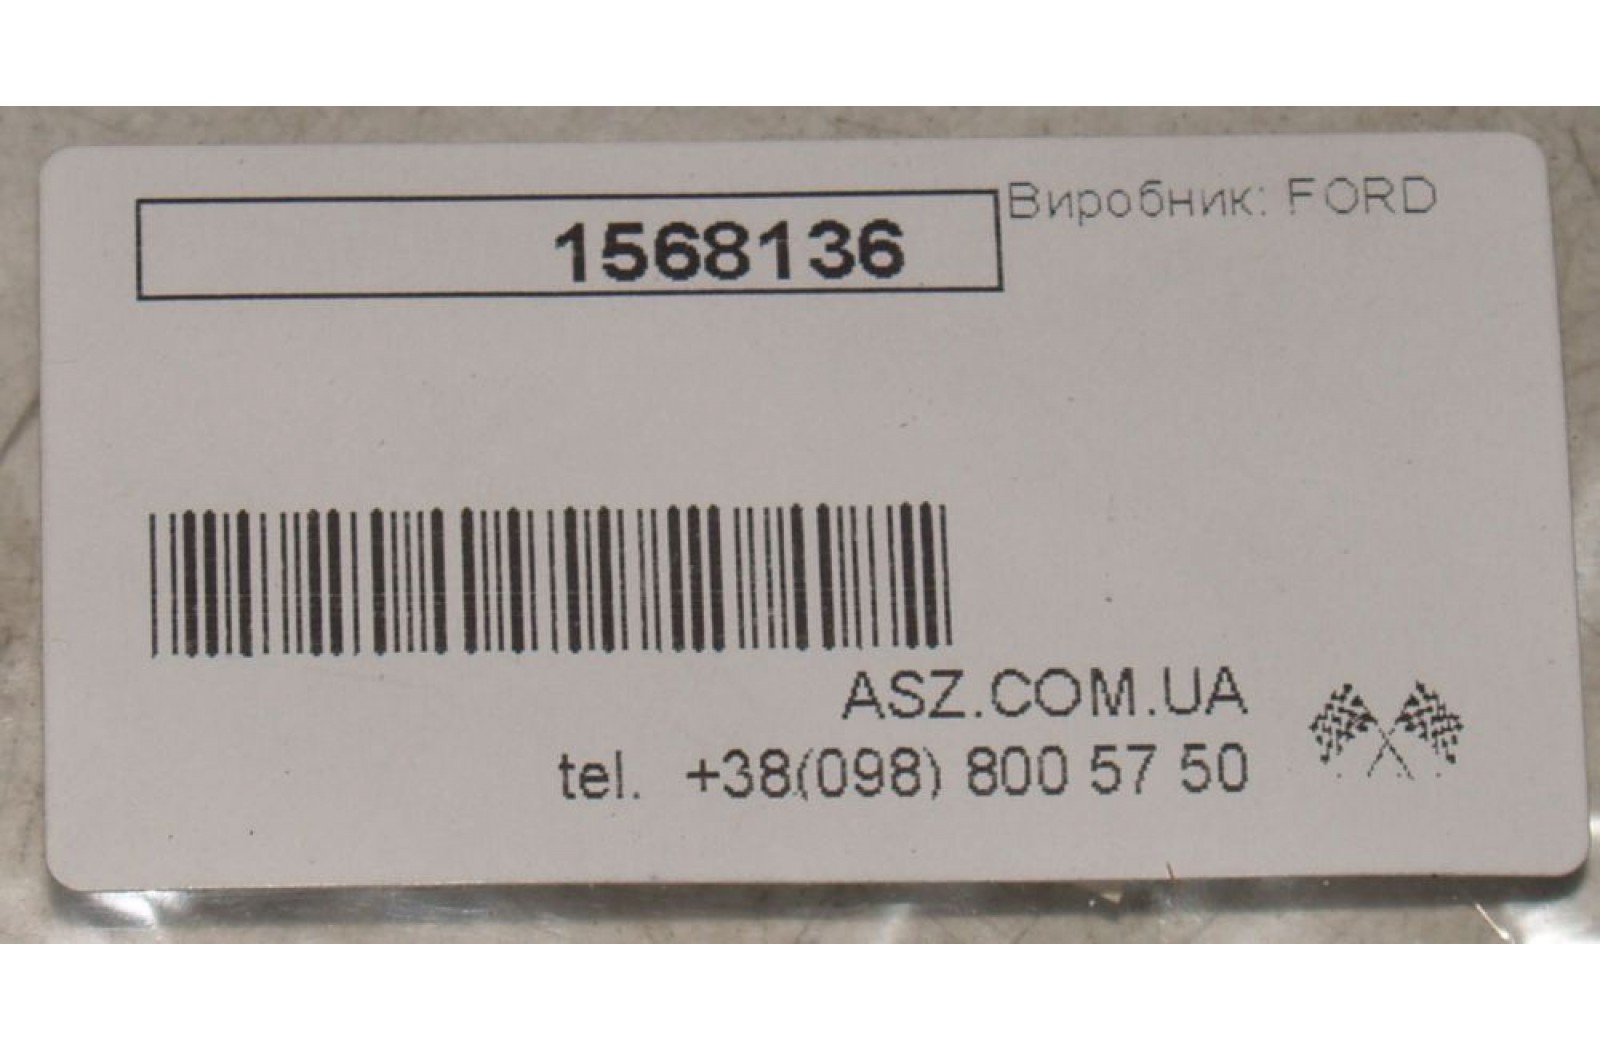 1568136
Виробник: FORD
ASZ.COM.UA
tel. +38(098) 800 57 50